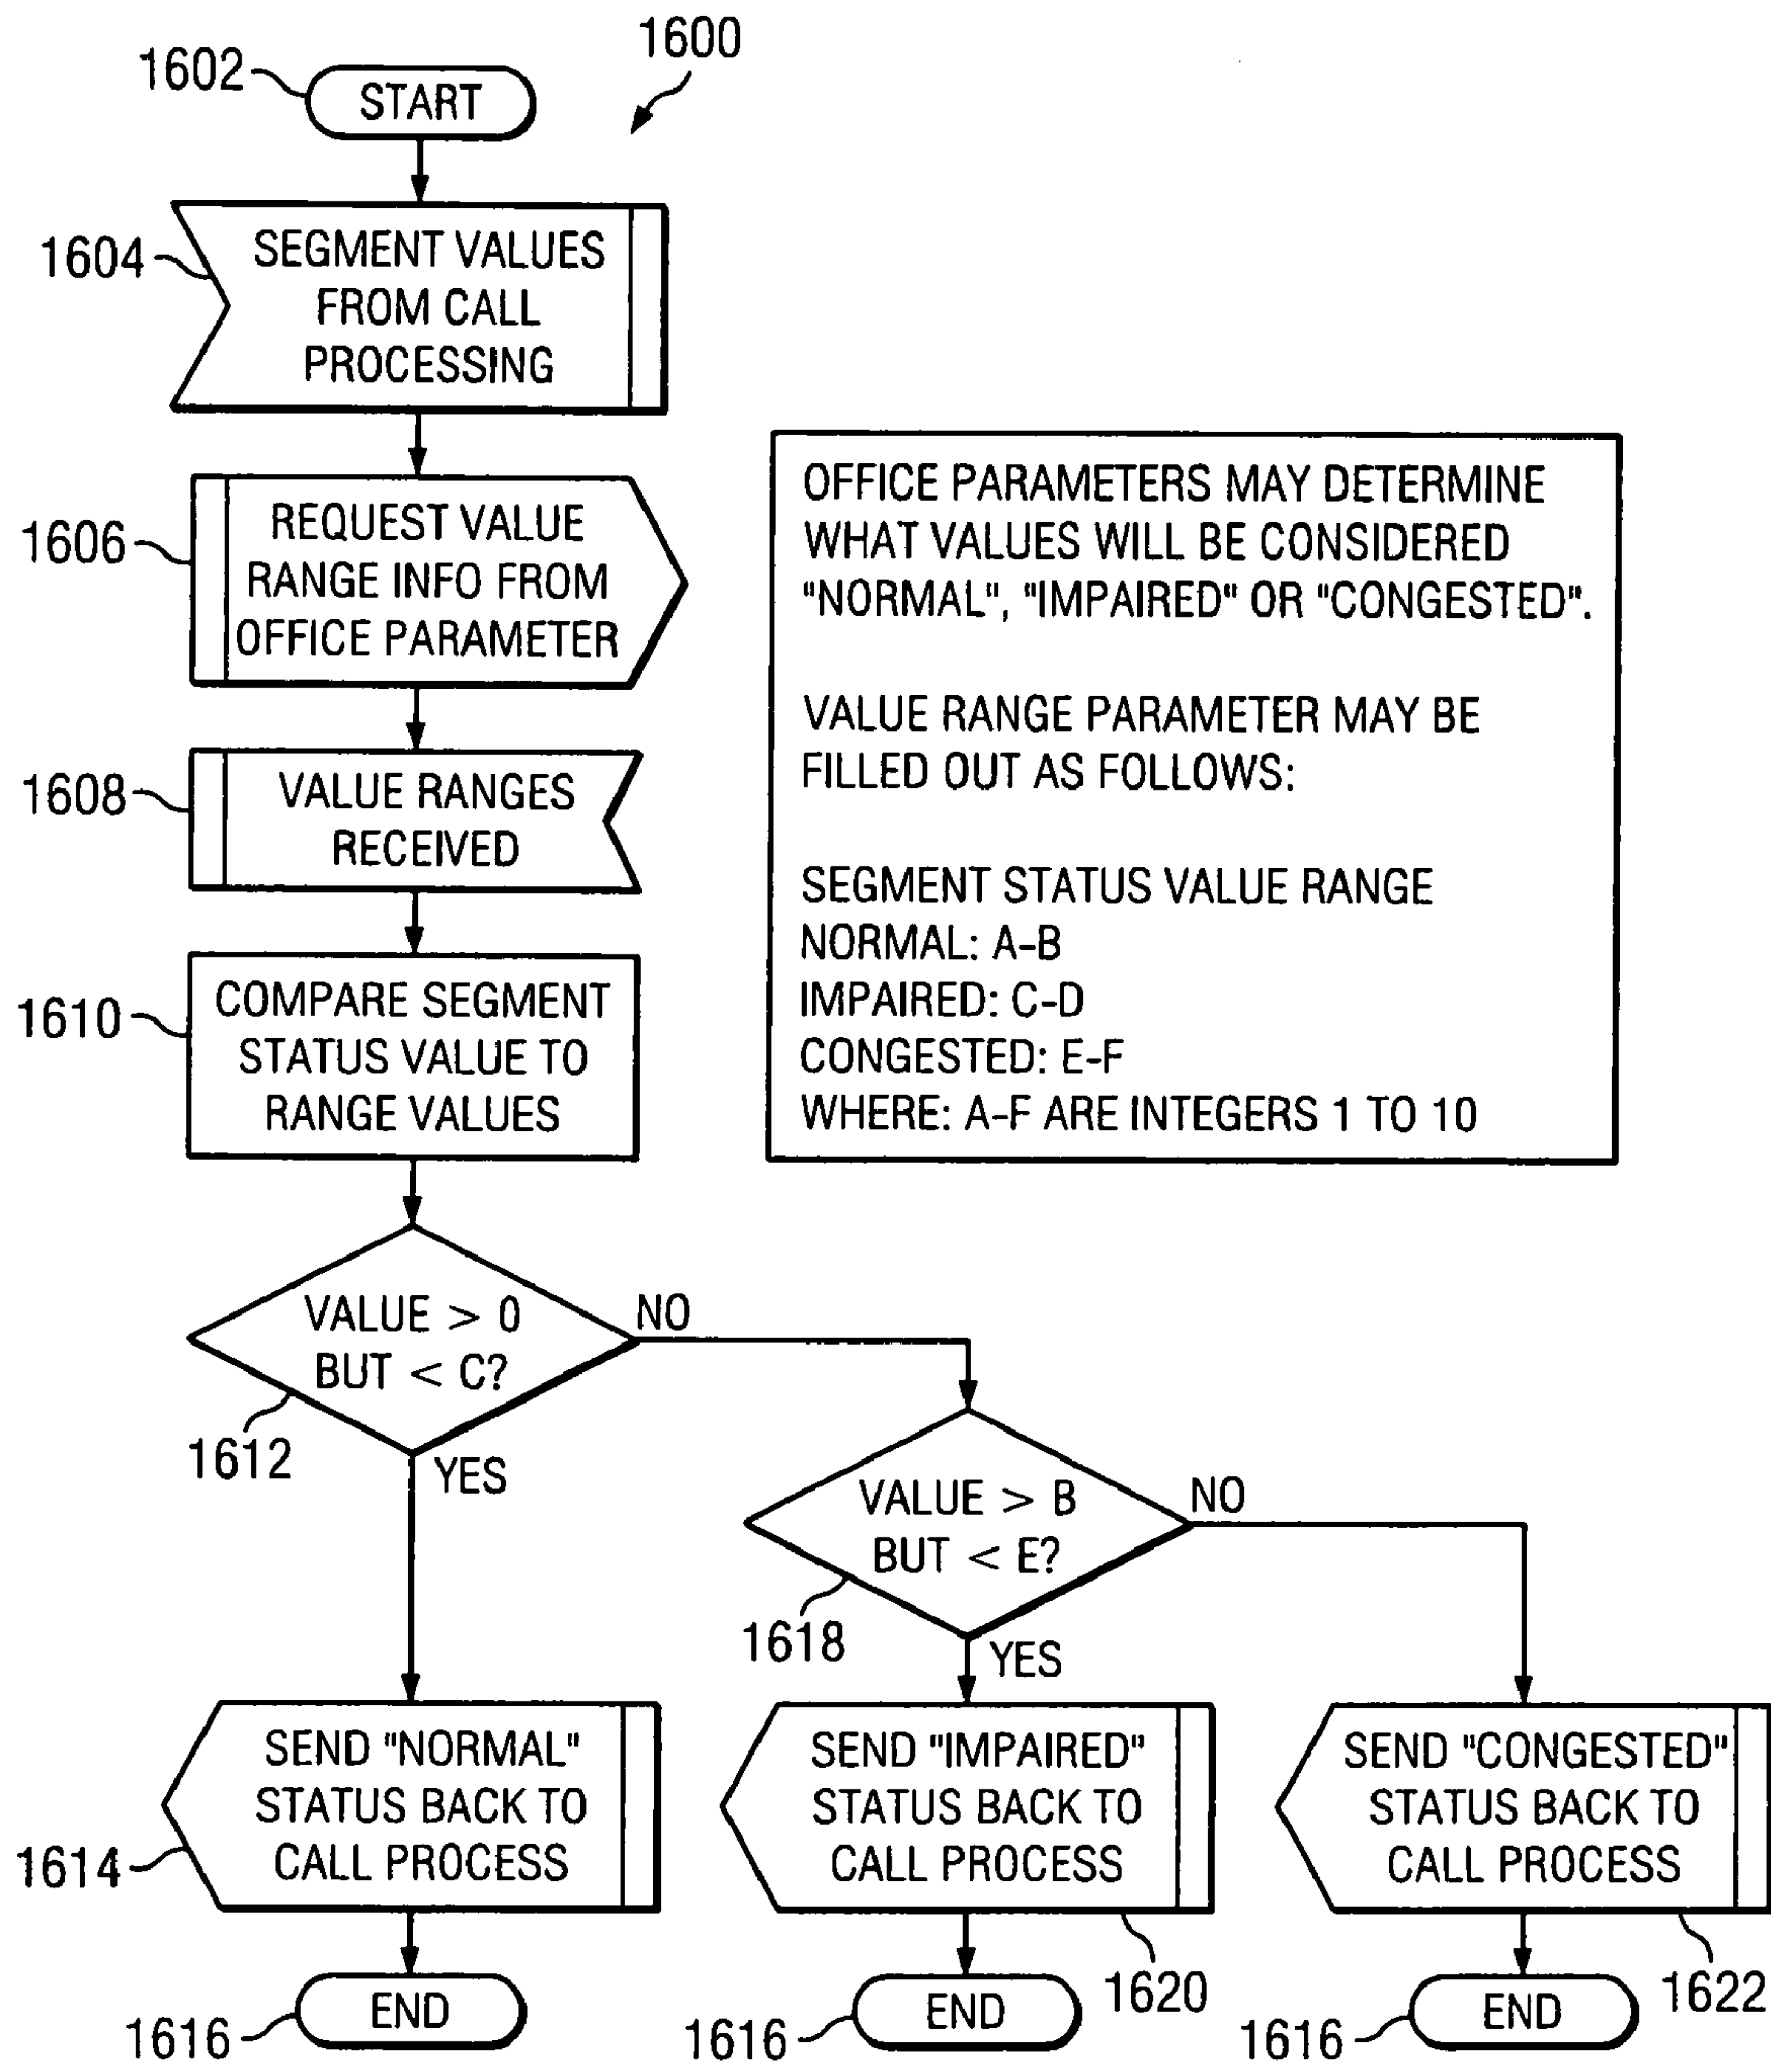 1600
1602
START
1604
SEGMENT VALUES
FROM CALL
PROCESSING
1606
REQUEST VALUE
RANGE INFO FROM
OFFICE PARAMETER
1608
VALUE RANGES
RECEIVED
1610
COMPARE SEGMENT
STATUS VALUE TO
RANGE VALUES
OFFICE PARAMETERS MAY DETERMINE
WHAT VALUES WILL BE CONSIDERED
"NORMAL", "IMPAIRED" OR "CONGESTED".
VALUE RANGE PARAMETER MAY BE
FILLED OUT AS FOLLOWS:
SEGMENT STATUS VALUE RANGE
NORMAL: A-B
IMPAIRED: C-D
CONGESTED: E-F
WHERE: A-F ARE INTEGERS 1 TO 10
VALUE > 0
BUT < C?
NO
1612
YES
VALUE > B
BUT < E?
NO
1618
YES
SEND "NORMAL"
STATUS BACK TO
CALL PROCESS
1614
SEND "IMPAIRED"
STATUS BACK TO
CALL PROCESS
1620
SEND "CONGESTED"
STATUS BACK TO
CALL PROCESS
1622
END
1616
END
1616
END
1616